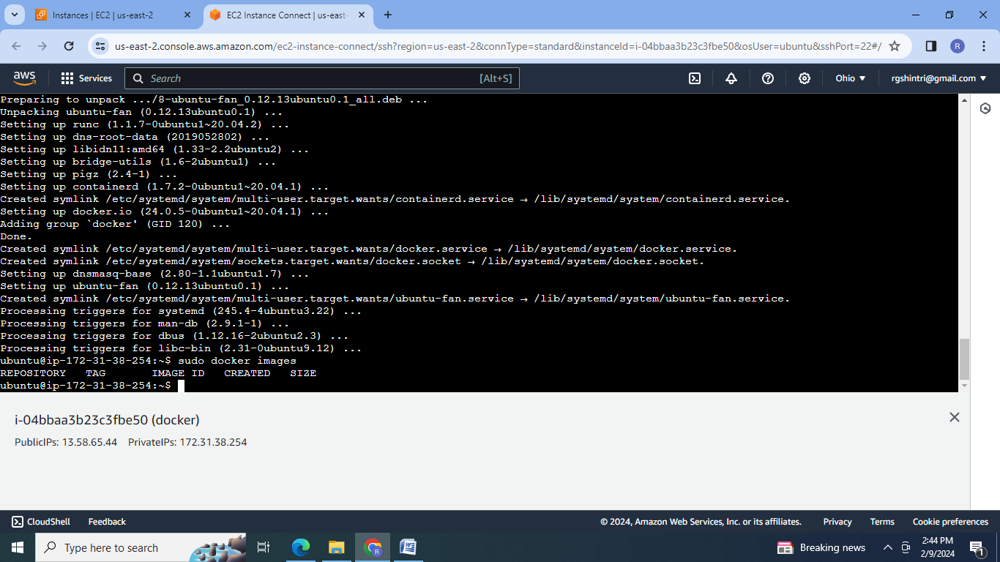 Instances | EC2 | us-east-2
EC2 Instance Connect | us-east-
us-east-2.console.aws.amazon.com/ec2-instance-connect/ssh?region=us-east-2&connType=standard&instanceId=i-04bbaa3b23c3fbe50&osUser=ubuntu&sshPort=22#/
R
aws
Services
Search
[Alt+S]
Ohio
rgshintri@gmail.com
Preparing to unpack .../8-ubuntu-fan_0.12.13ubuntu0.1_all.deb ...
Unpacking ubuntu-fan (0.12.13ubuntu0.1) ...
Setting up runc (1.1.7-0ubuntu1~20.04.2) ...
Setting up dns-root-data (2019052802) ...
Setting up libidn11:amd64 (1.33-2.2ubuntu2) ...
Setting up bridge-utils (1.6-2ubuntu1) ...
Setting up pigz (2.4-1) ...
Setting up containerd (1.7.2-0ubuntu1~20.04.1) ...
Created symlink /etc/systemd/system/multi-user.target.wants/containerd.service → /lib/systemd/system/containerd.service.
Setting up docker.io (24.0.5-0ubuntu1~20.04.1) ...
Adding group `docker' (GID 120) ...
Done.
Created symlink /etc/systemd/system/multi-user.target.wants/docker.service → /lib/systemd/system/docker.service.
Created symlink /etc/systemd/system/sockets.target.wants/docker.socket → /lib/systemd/system/docker.socket.
Setting up dnsmasq-base (2.80-1.1ubuntu1.7) ...
Setting up ubuntu-fan (0.12.13ubuntu0.1) ...
Created symlink /etc/systemd/system/multi-user.target.wants/ubuntu-fan.service → /lib/systemd/system/ubuntu-fan.service.
Processing triggers for systemd (245.4-4ubuntu3.22) ...
Processing triggers for man-db (2.9.1-1) ...
Processing triggers for dbus (1.12.16-2ubuntu2.3) ...
Processing triggers for libc-bin (2.31-0ubuntu9.12) ...
ubuntu@ip-172-31-38-254:~$ sudo docker images
REPOSITORY   TAG       IMAGE ID   CREATED   SIZE
ubuntu@ip-172-31-38-254:~$
i-04bbaa3b23c3fbe50 (docker)
PublicIPs: 13.58.65.44    PrivateIPs: 172.31.38.254
CloudShell
Feedback
© 2024, Amazon Web Services, Inc. or its affiliates.
Privacy
Terms
Cookie preferences
Type here to search
R
W
Breaking news
2:44 PM
2/9/2024
1